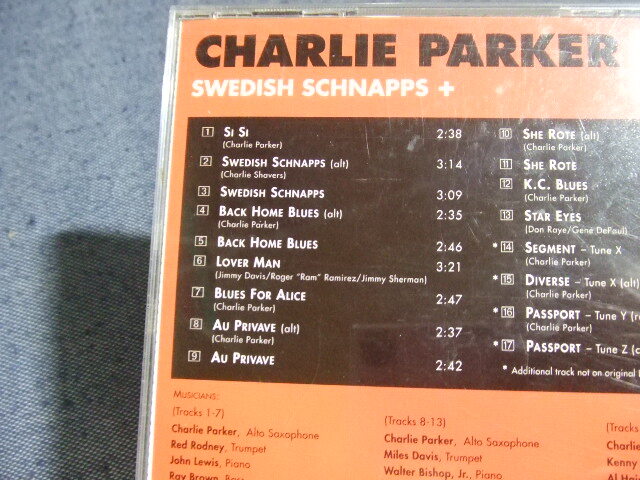 CHARLIE PARKER
SWEDISH SCHNAPPS +
1 SI SI 2:38
(Charlie Parker)
2 SWEDISH SCHNAPPS (alt) 3:14
(Charlie Shavers)
3 SWEDISH SCHNAPPS 3:09
4 BACK HOME BLUES (alt) 2:35
(Charlie Parker)
5 BACK HOME BLUES 2:46
6 LOVER MAN 3:21
(Jimmy Davis/Roger "Ram" Ramirez/Jimmy Sherman)
7 BLUES FOR ALICE 2:47
(Charlie Parker)
8 AU PRIVAVE (alt) 2:37
(Charlie Parker)
9 AU PRIVAVE 2:42
10 SHE ROTE (alt)
(Charlie Parker)
11 SHE ROTE
12 K.C. BLUES
(Charlie Parker)
13 STAR EYES
(Don Raye/Gene DePaul)
* 14 SEGMENT – Tune X
(Charlie Parker)
* 15 DIVERSE – Tune X (alt)
(Charlie Parker)
* 16 PASSPORT – Tune Y
(Charlie Parker)
* 17 PASSPORT – Tune Z
* Additional track not on original
MUSICIANS:
(Tracks 1-7)
Charlie Parker, Alto Saxophone
Red Rodney, Trumpet
John Lewis, Piano
Ray Brown, Bass
(Tracks 8-13)
Charlie Parker, Alto Saxophone
Miles Davis, Trumpet
Walter Bishop, Jr., Piano
(Tracks
Charlie
Kenny
Al